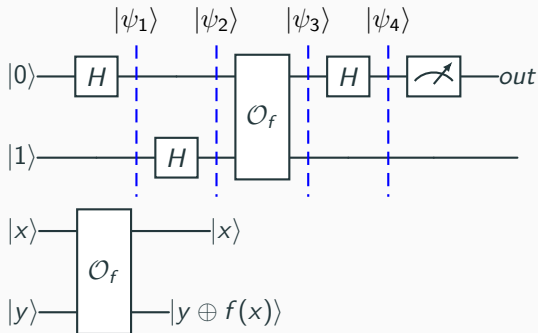 |ψ₁⟩ |ψ₂⟩ |ψ₃⟩ |ψ₄⟩
|0⟩ H H out
𝒪_f
|1⟩ H
|x⟩ |x⟩
𝒪_f
|y⟩ |y ⊕ f(x)⟩